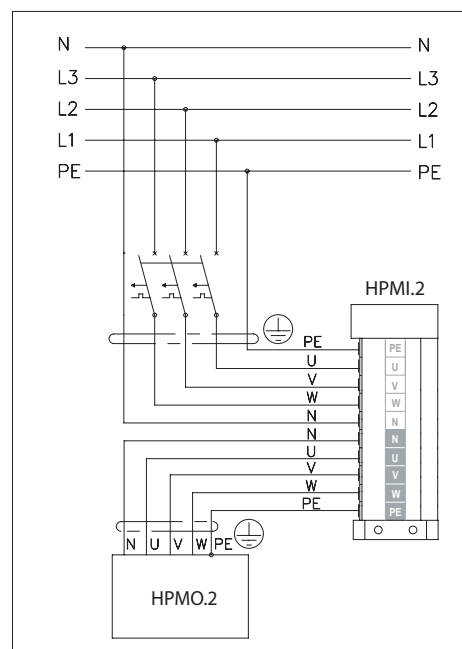 N N
L3 L3
L2 L2
L1 L1
PE PE
HPMI.2
PE PE
U U
V V
W W
N N
N N
U U
V V
W W
PE PE
N U V W PE
HPMO.2